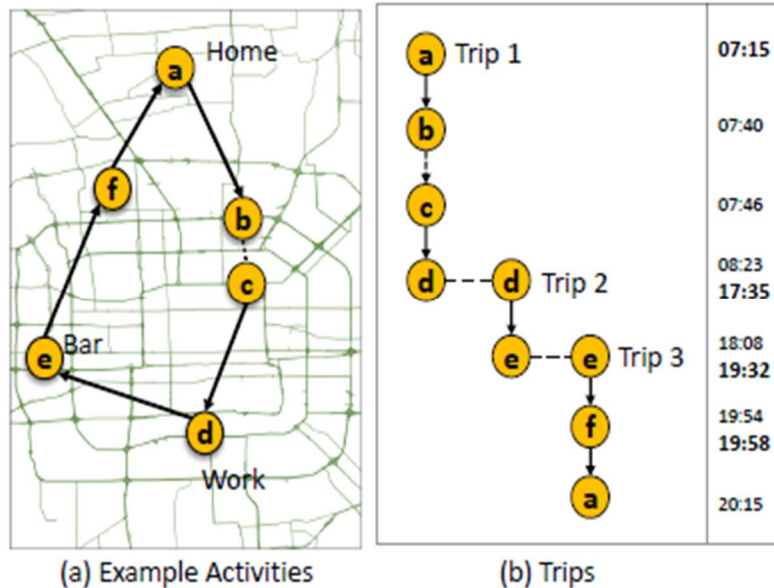 a
Home
f
b
c
e
Bar
d
Work
(a) Example Activities
a Trip 1 07:15
b 07:40
c 07:46
08:23
d d Trip 2 17:35
18:08
e e Trip 3 19:32
19:54
f 19:58
a 20:15
(b) Trips